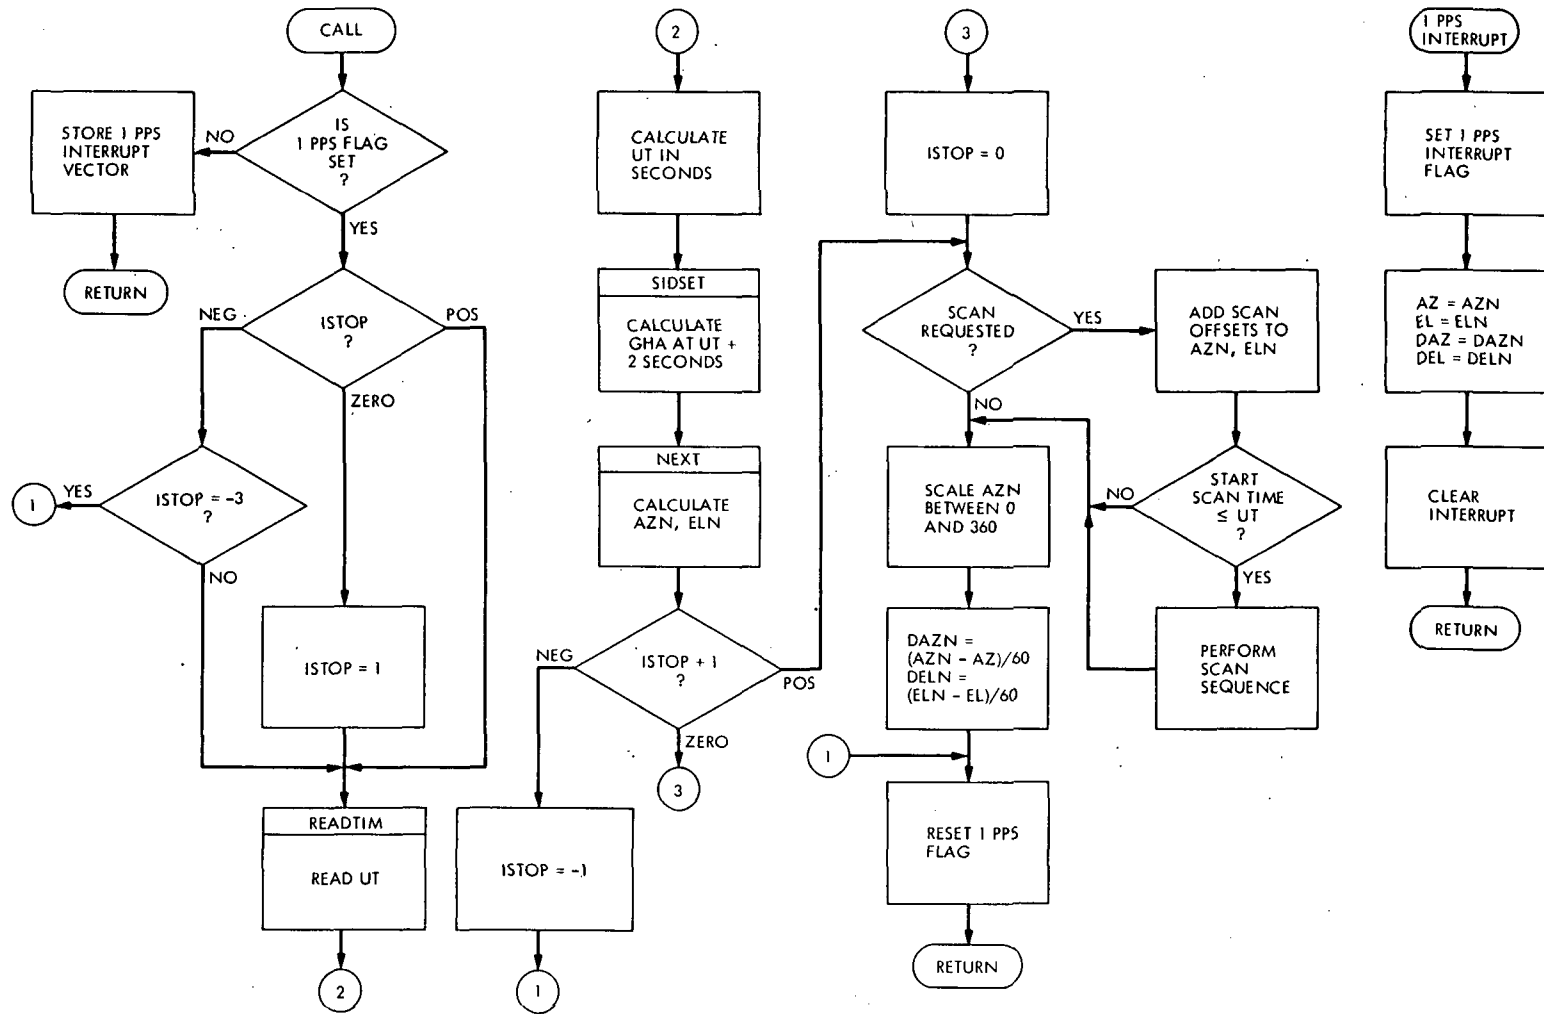 CALL
IS
1 PPS FLAG
SET
?
NO
STORE 1 PPS
INTERRUPT
VECTOR
RETURN
YES
ISTOP
?
NEG
POS
ZERO
ISTOP = -3
?
YES
1
NO
ISTOP = 1
READTIM
READ UT
2
2
CALCULATE
UT IN
SECONDS
SIDSET
CALCULATE
GHA AT UT +
2 SECONDS
NEXT
CALCULATE
AZN, ELN
ISTOP + 1
?
NEG
POS
ZERO
3
ISTOP = -1
1
3
ISTOP = 0
SCAN
REQUESTED
?
YES
NO
ADD SCAN
OFFSETS TO
AZN, ELN
START
SCAN TIME
≤ UT
?
NO
YES
PERFORM
SCAN
SEQUENCE
SCALE AZN
BETWEEN 0
AND 360
DAZN =
(AZN - AZ)/60
DELN =
(ELN - EL)/60
1
RESET 1 PPS
FLAG
RETURN
1 PPS
INTERRUPT
SET 1 PPS
INTERRUPT
FLAG
AZ = AZN
EL = ELN
DAZ = DAZN
DEL = DELN
CLEAR
INTERRUPT
RETURN